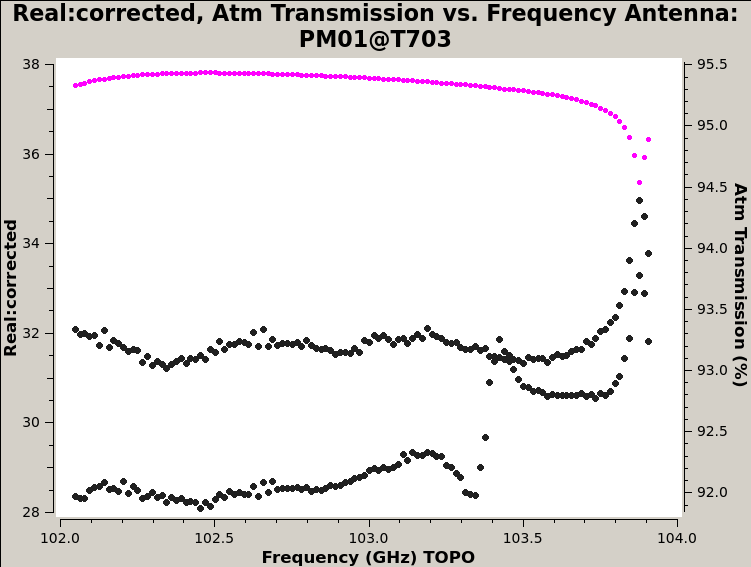 Real:corrected, Atm Transmission vs. Frequency Antenna:
PM01@T703
38
36
34
32
30
28
Real:corrected
95.5
95.0
94.5
94.0
93.5
93.0
92.5
92.0
Atm Transmission (%)
102.0 102.5 103.0 103.5 104.0
Frequency (GHz) TOPO